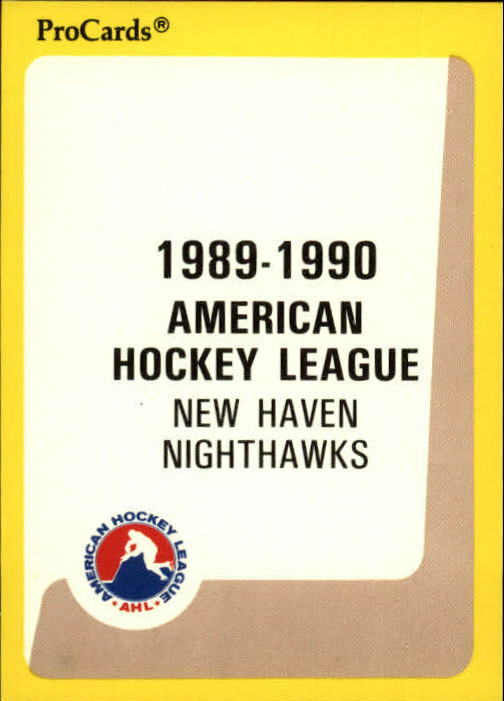 ProCards®
1989-1990
AMERICAN
HOCKEY LEAGUE
NEW HAVEN
NIGHTHAWKS
AMERICAN HOCKEY LEAGUE
AHL